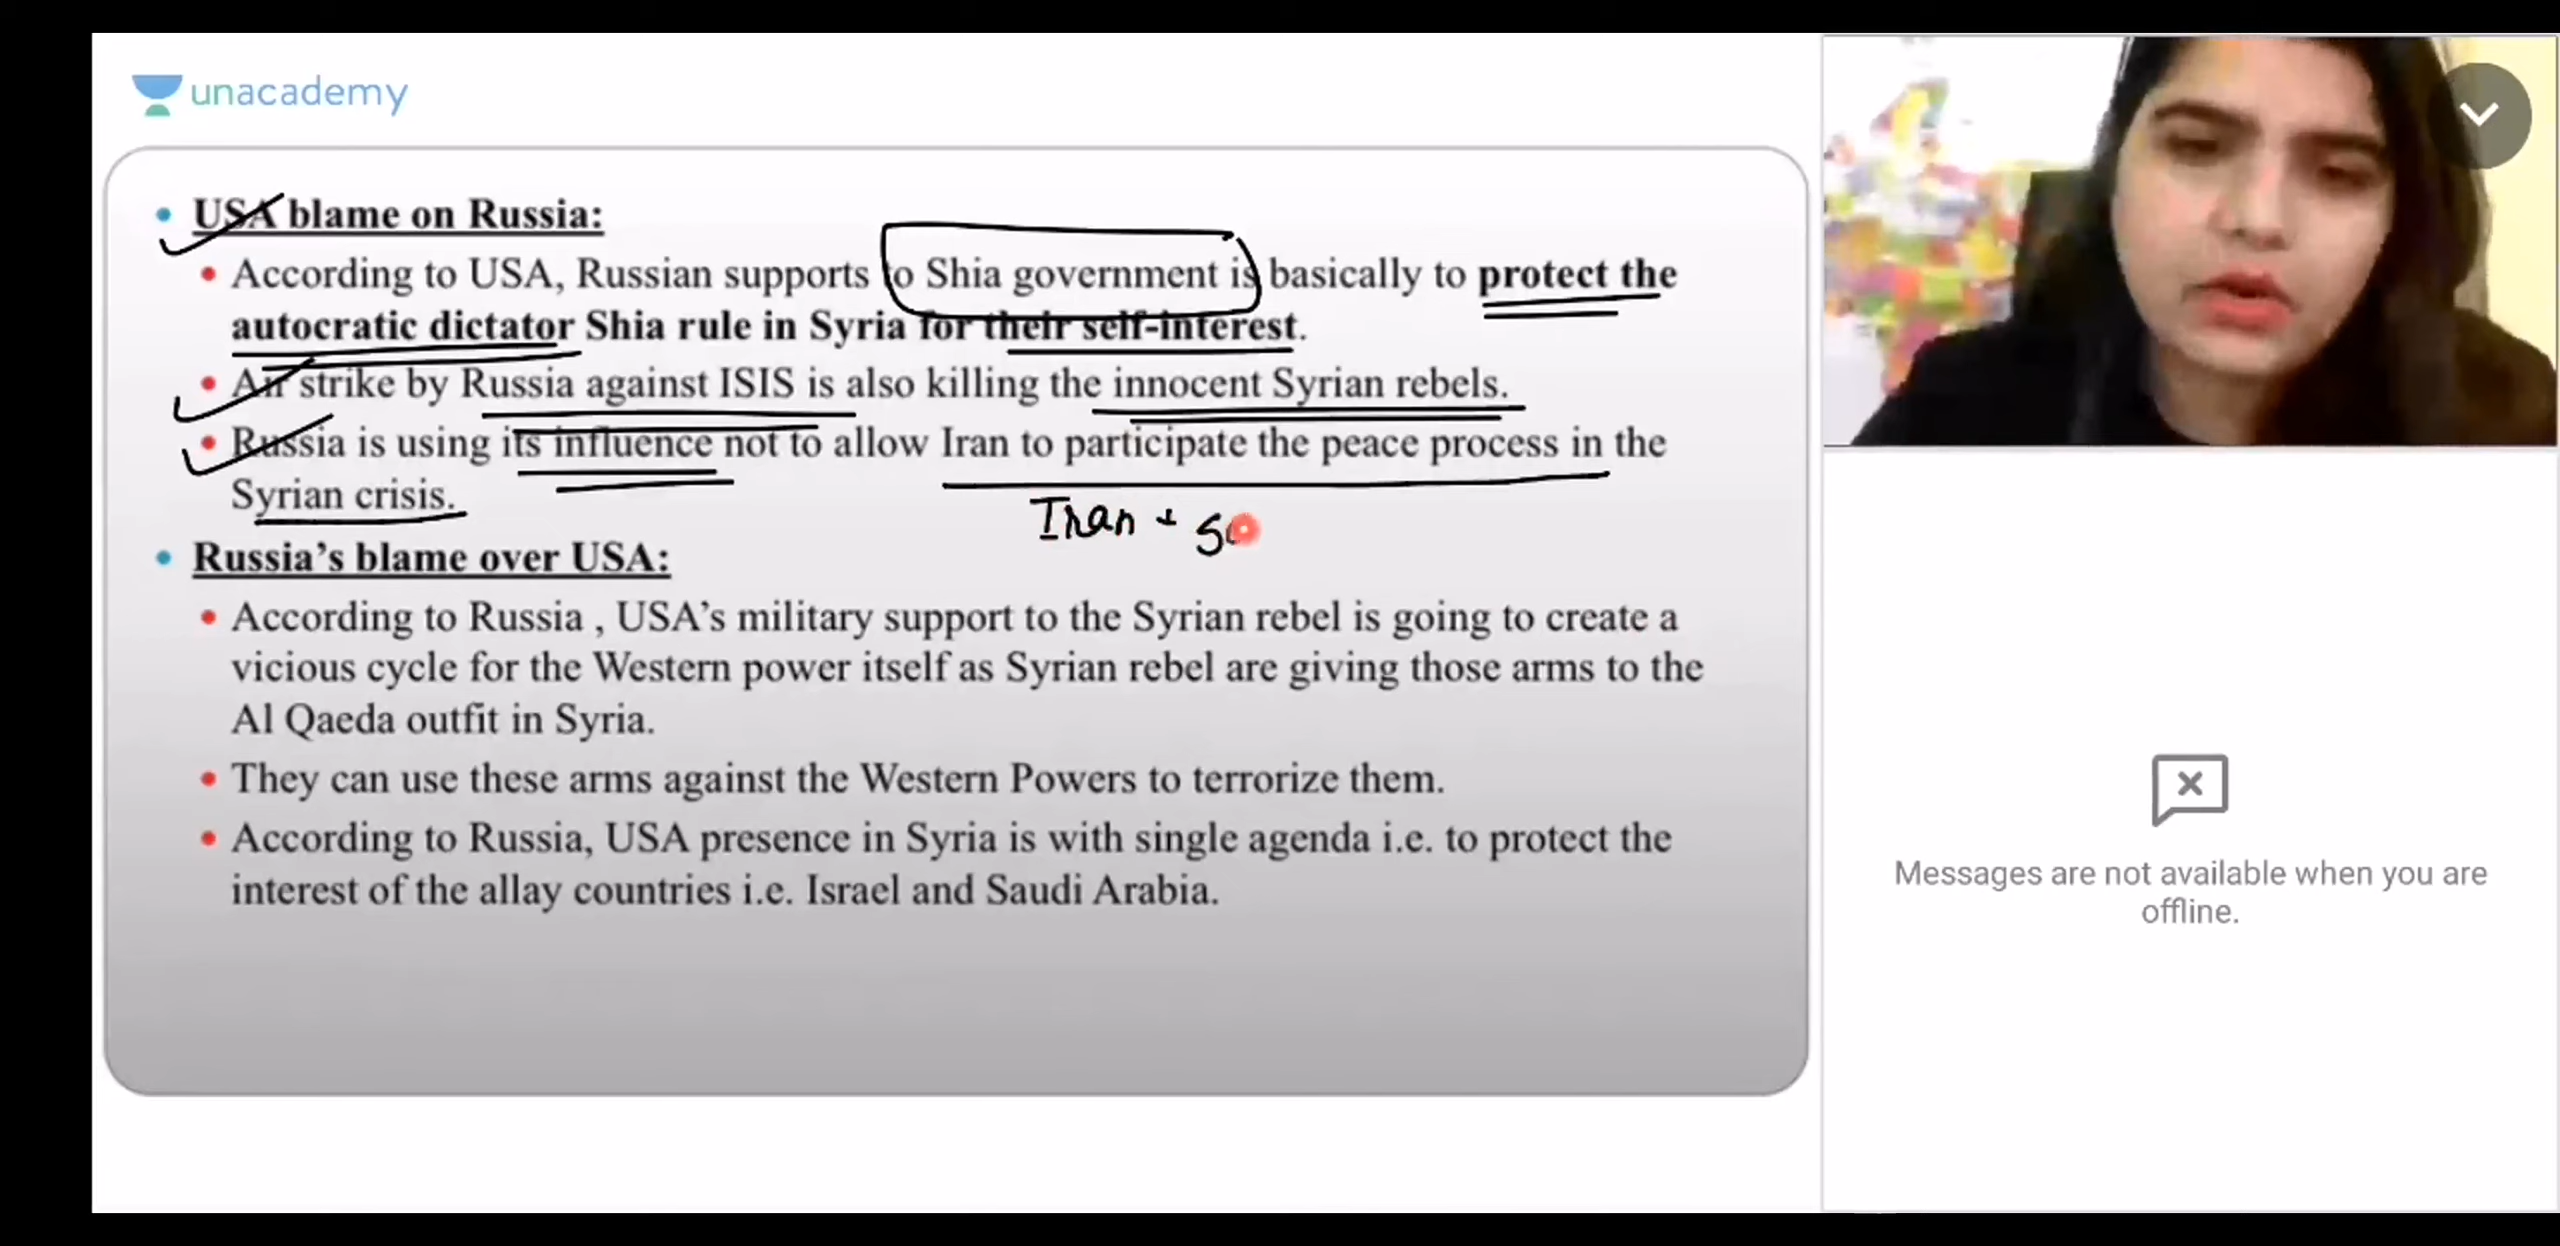 unacademy
• USA blame on Russia:
• According to USA, Russian supports to Shia government is basically to protect the
autocratic dictator Shia rule in Syria for their self-interest.
• Air strike by Russia against ISIS is also killing the innocent Syrian rebels.
• Russia is using its influence not to allow Iran to participate the peace process in the
Syrian crisis.
Iran +
• Russia's blame over USA:
• According to Russia , USA's military support to the Syrian rebel is going to create a
vicious cycle for the Western power itself as Syrian rebel are giving those arms to the
Al Qaeda outfit in Syria.
• They can use these arms against the Western Powers to terrorize them.
• According to Russia, USA presence in Syria is with single agenda i.e. to protect the
interest of the allay countries i.e. Israel and Saudi Arabia.
Messages are not available when you are
offline.